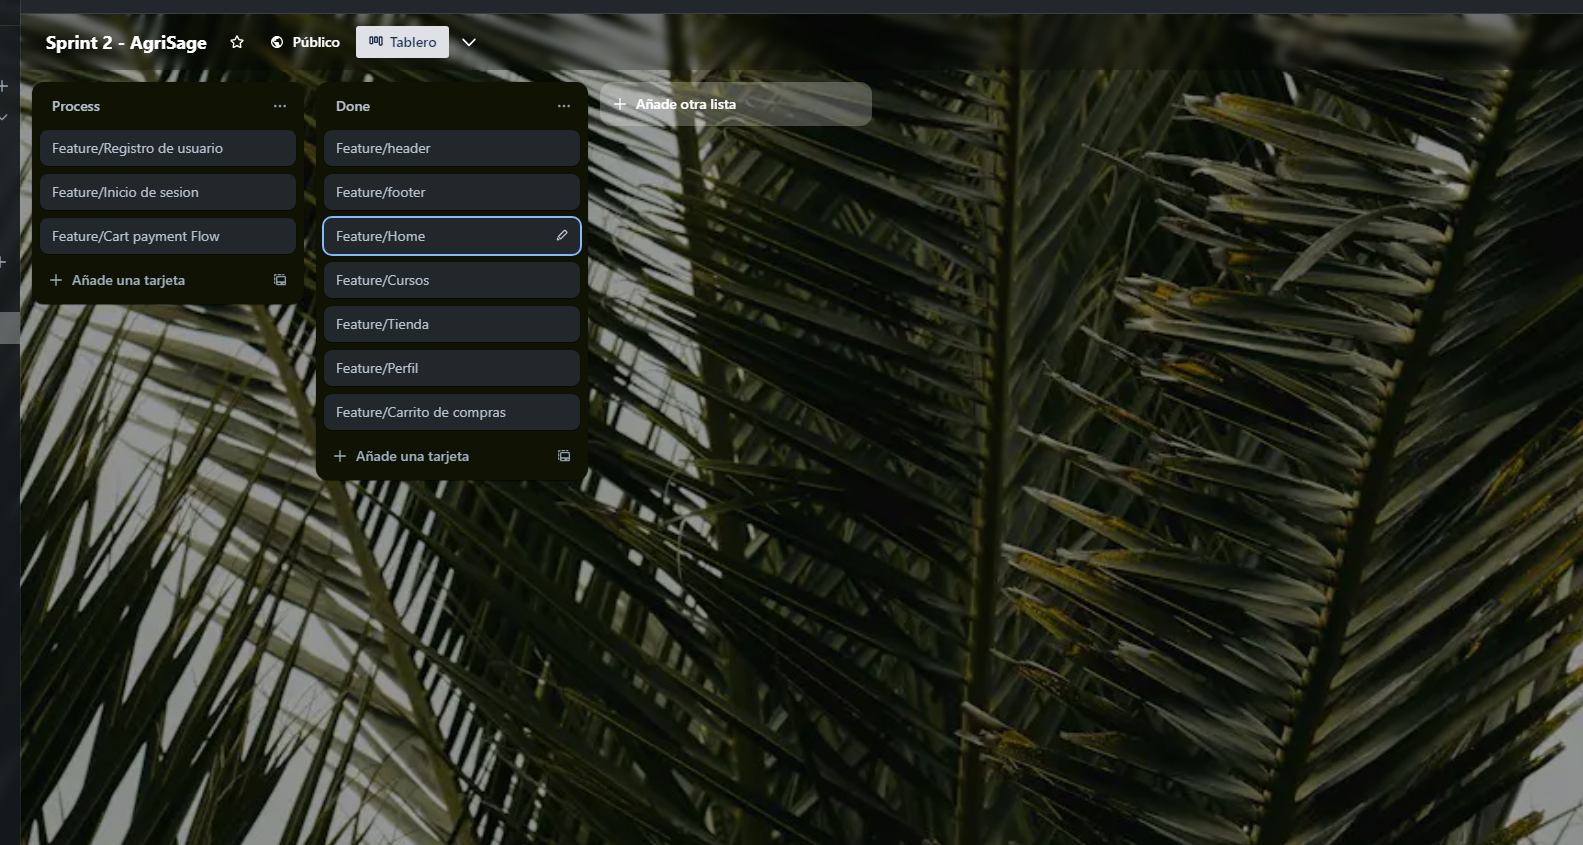 Sprint 2 - AgriSage
Público
Tablero
Process
Feature/Registro de usuario
Feature/Inicio de sesion
Feature/Cart payment Flow
Añade una tarjeta
Done
Feature/header
Feature/footer
Feature/Home
Feature/Cursos
Feature/Tienda
Feature/Perfil
Feature/Carrito de compras
Añade una tarjeta
Añade otra lista